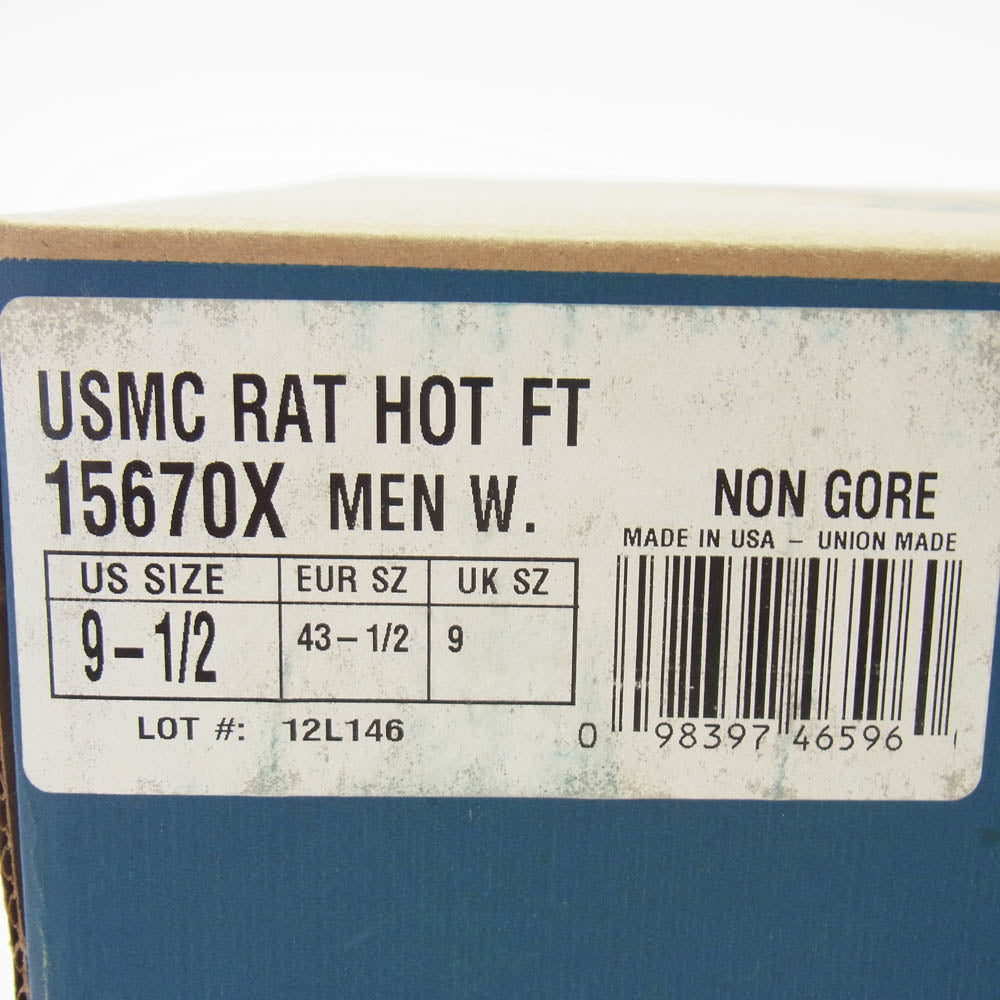 USMC RAT HOT FT
15670X MEN W.
NON GORE
MADE IN USA – UNION MADE
US SIZE EUR SZ UK SZ
9-1/2 43-1/2 9
LOT #: 12L146
0 98397 46596